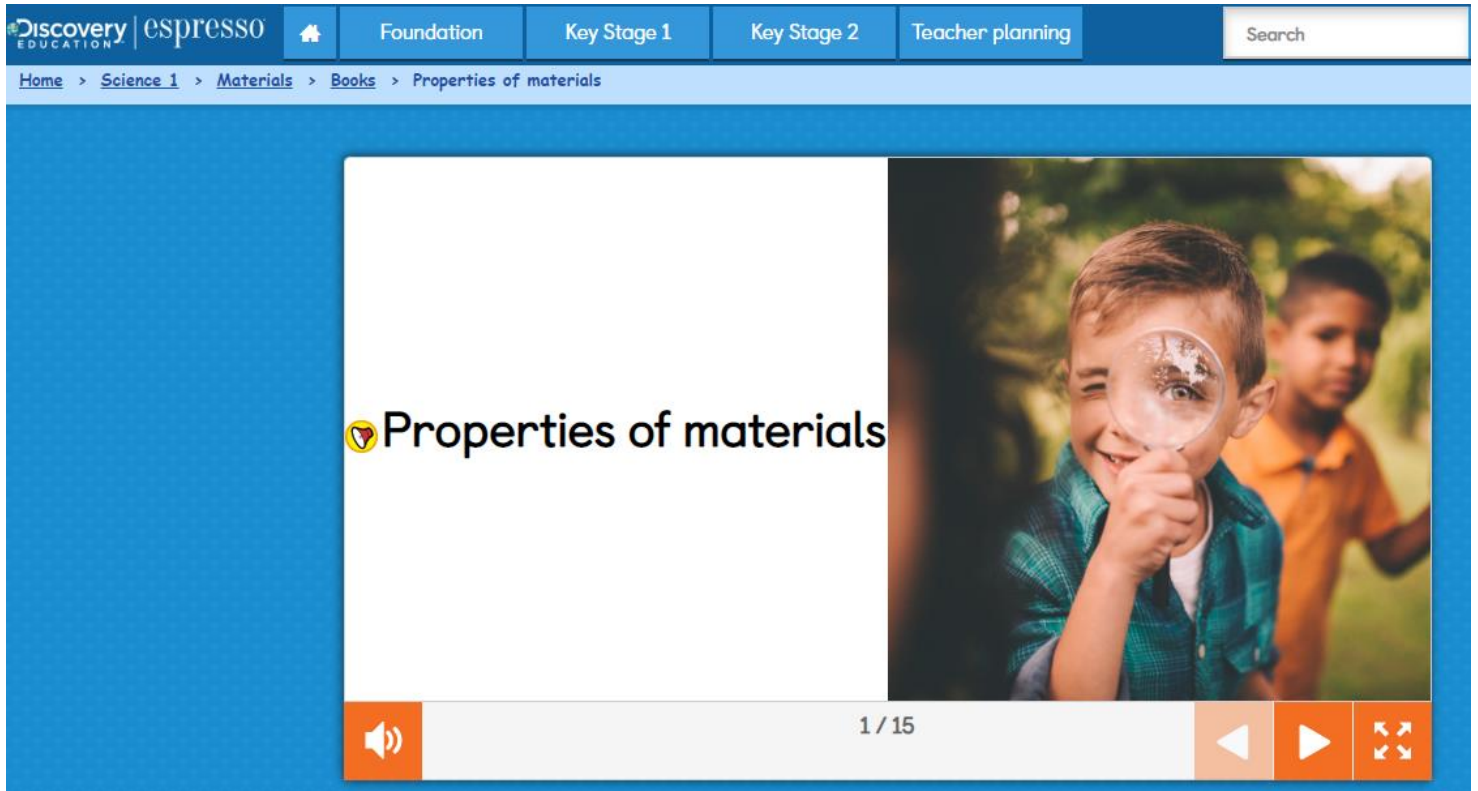 Discovery EDUCATION | espresso Foundation Key Stage 1 Key Stage 2 Teacher planning Search
Home > Science 1 > Materials > Books > Properties of materials
Properties of materials
1 / 15